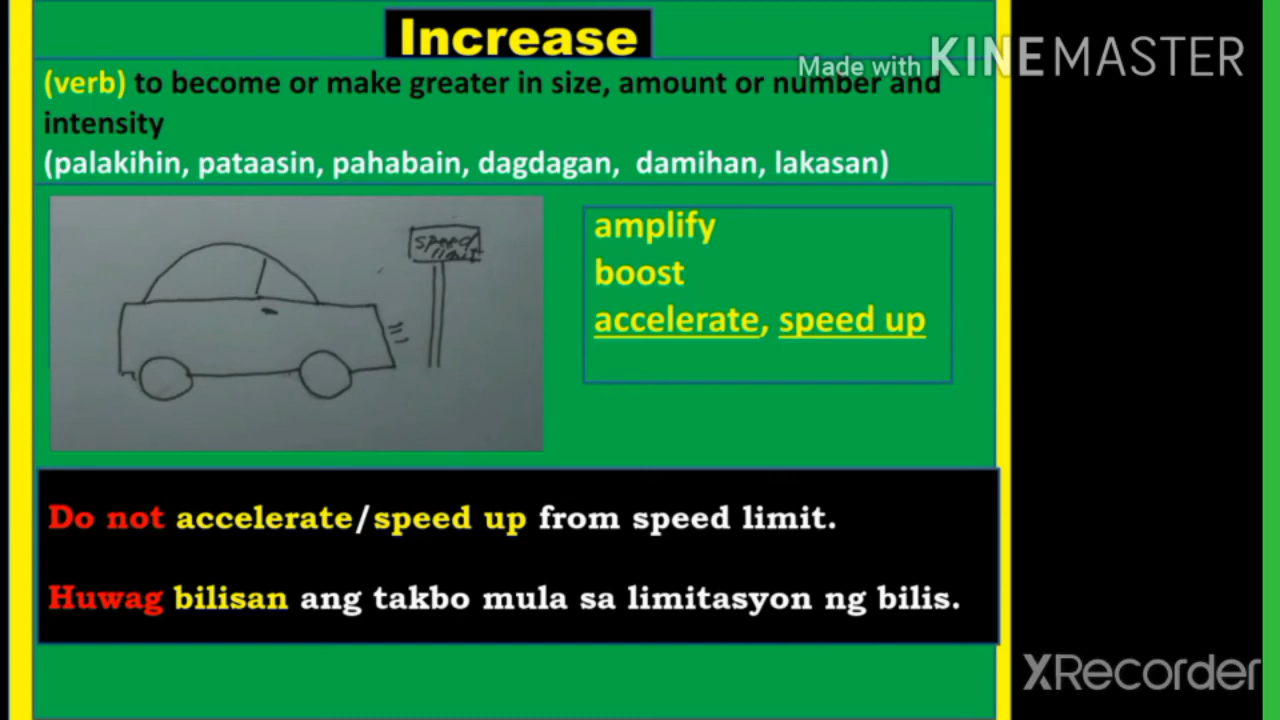 Increase
Made with KINEMASTER
(verb) to become or make greater in size, amount or number and
intensity
(palakihin, pataasin, pahabain, dagdagan, damihan, lakasan)
speed
limit
amplify
boost
accelerate, speed up
Do not accelerate/speed up from speed limit.
Huwag bilisan ang takbo mula sa limitasyon ng bilis.
XRecorder